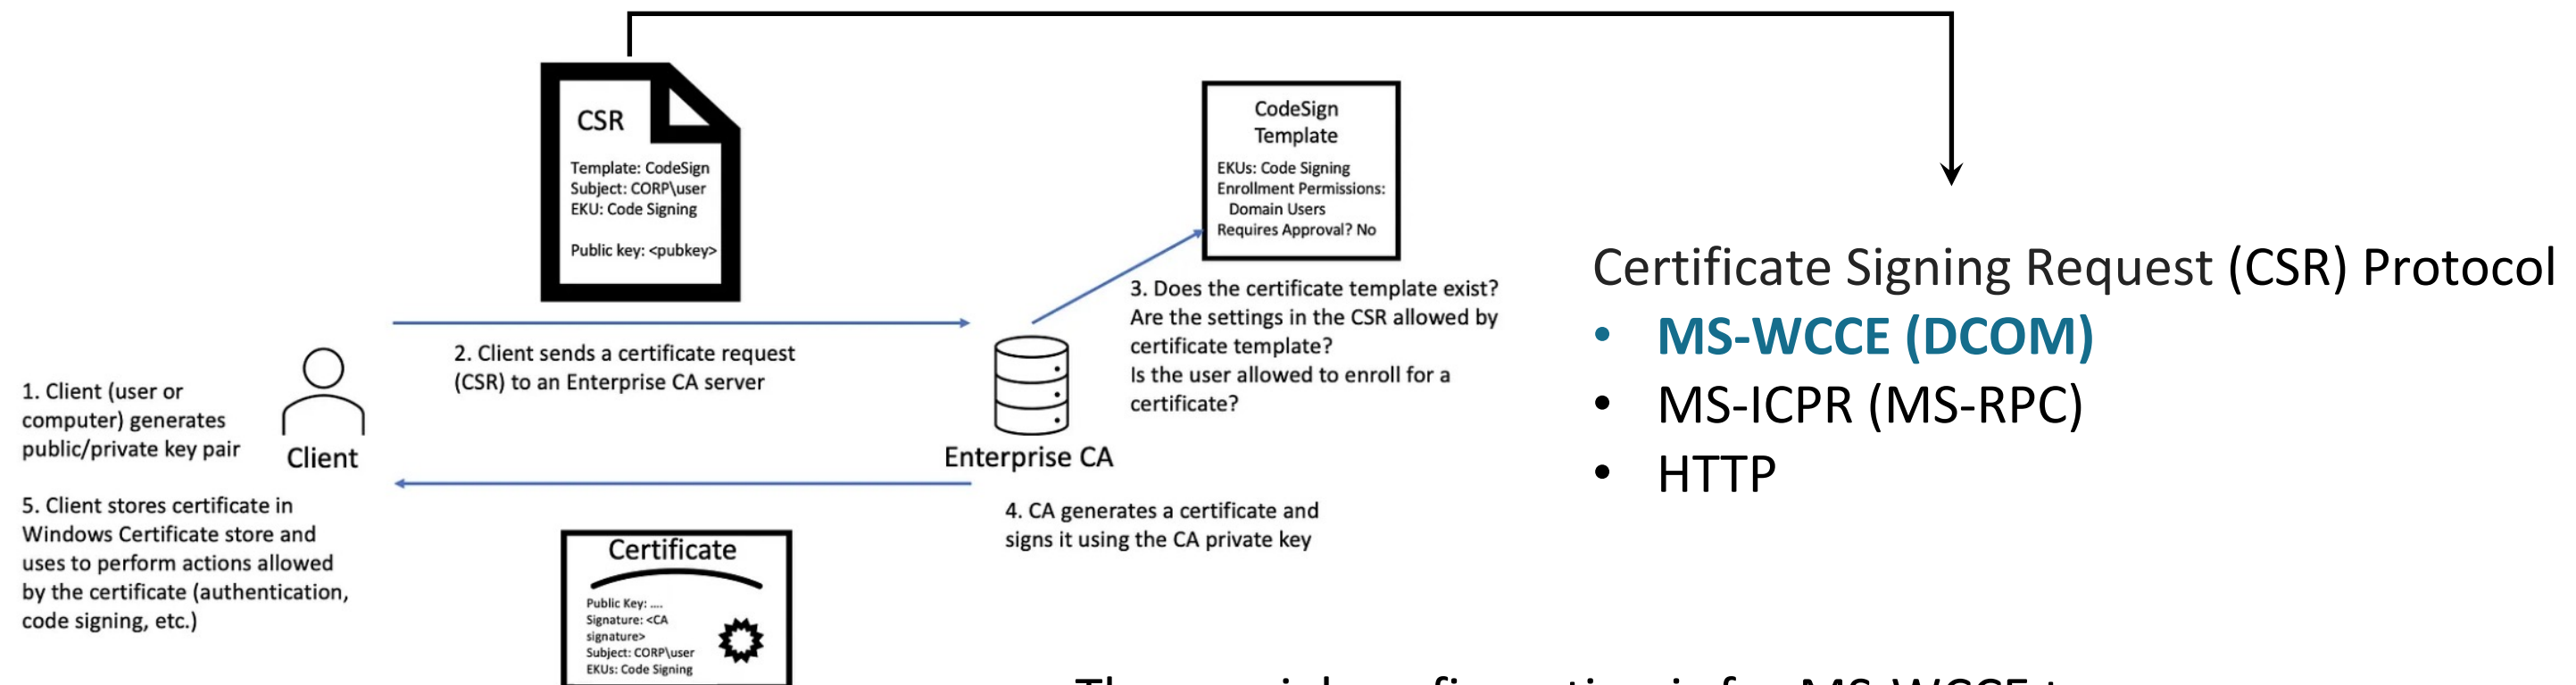 CSR
Template: CodeSign
Subject: CORP\user
EKU: Code Signing
Public key: <pubkey>
CodeSign
Template
EKUs: Code Signing
Enrollment Permissions:
Domain Users
Requires Approval? No
1. Client (user or
computer) generates
public/private key pair
Client
2. Client sends a certificate request
(CSR) to an Enterprise CA server
Enterprise CA
3. Does the certificate template exist?
Are the settings in the CSR allowed by
certificate template?
Is the user allowed to enroll for a
certificate?
4. CA generates a certificate and
signs it using the CA private key
5. Client stores certificate in
Windows Certificate store and
uses to perform actions allowed
by the certificate (authentication,
code signing, etc.)
Certificate
Public Key: ....
Signature: <CA
signature>
Subject: CORP\user
EKUs: Code Signing
Certificate Signing Request (CSR) Protocol
• MS-WCCE (DCOM)
• MS-ICPR (MS-RPC)
• HTTP